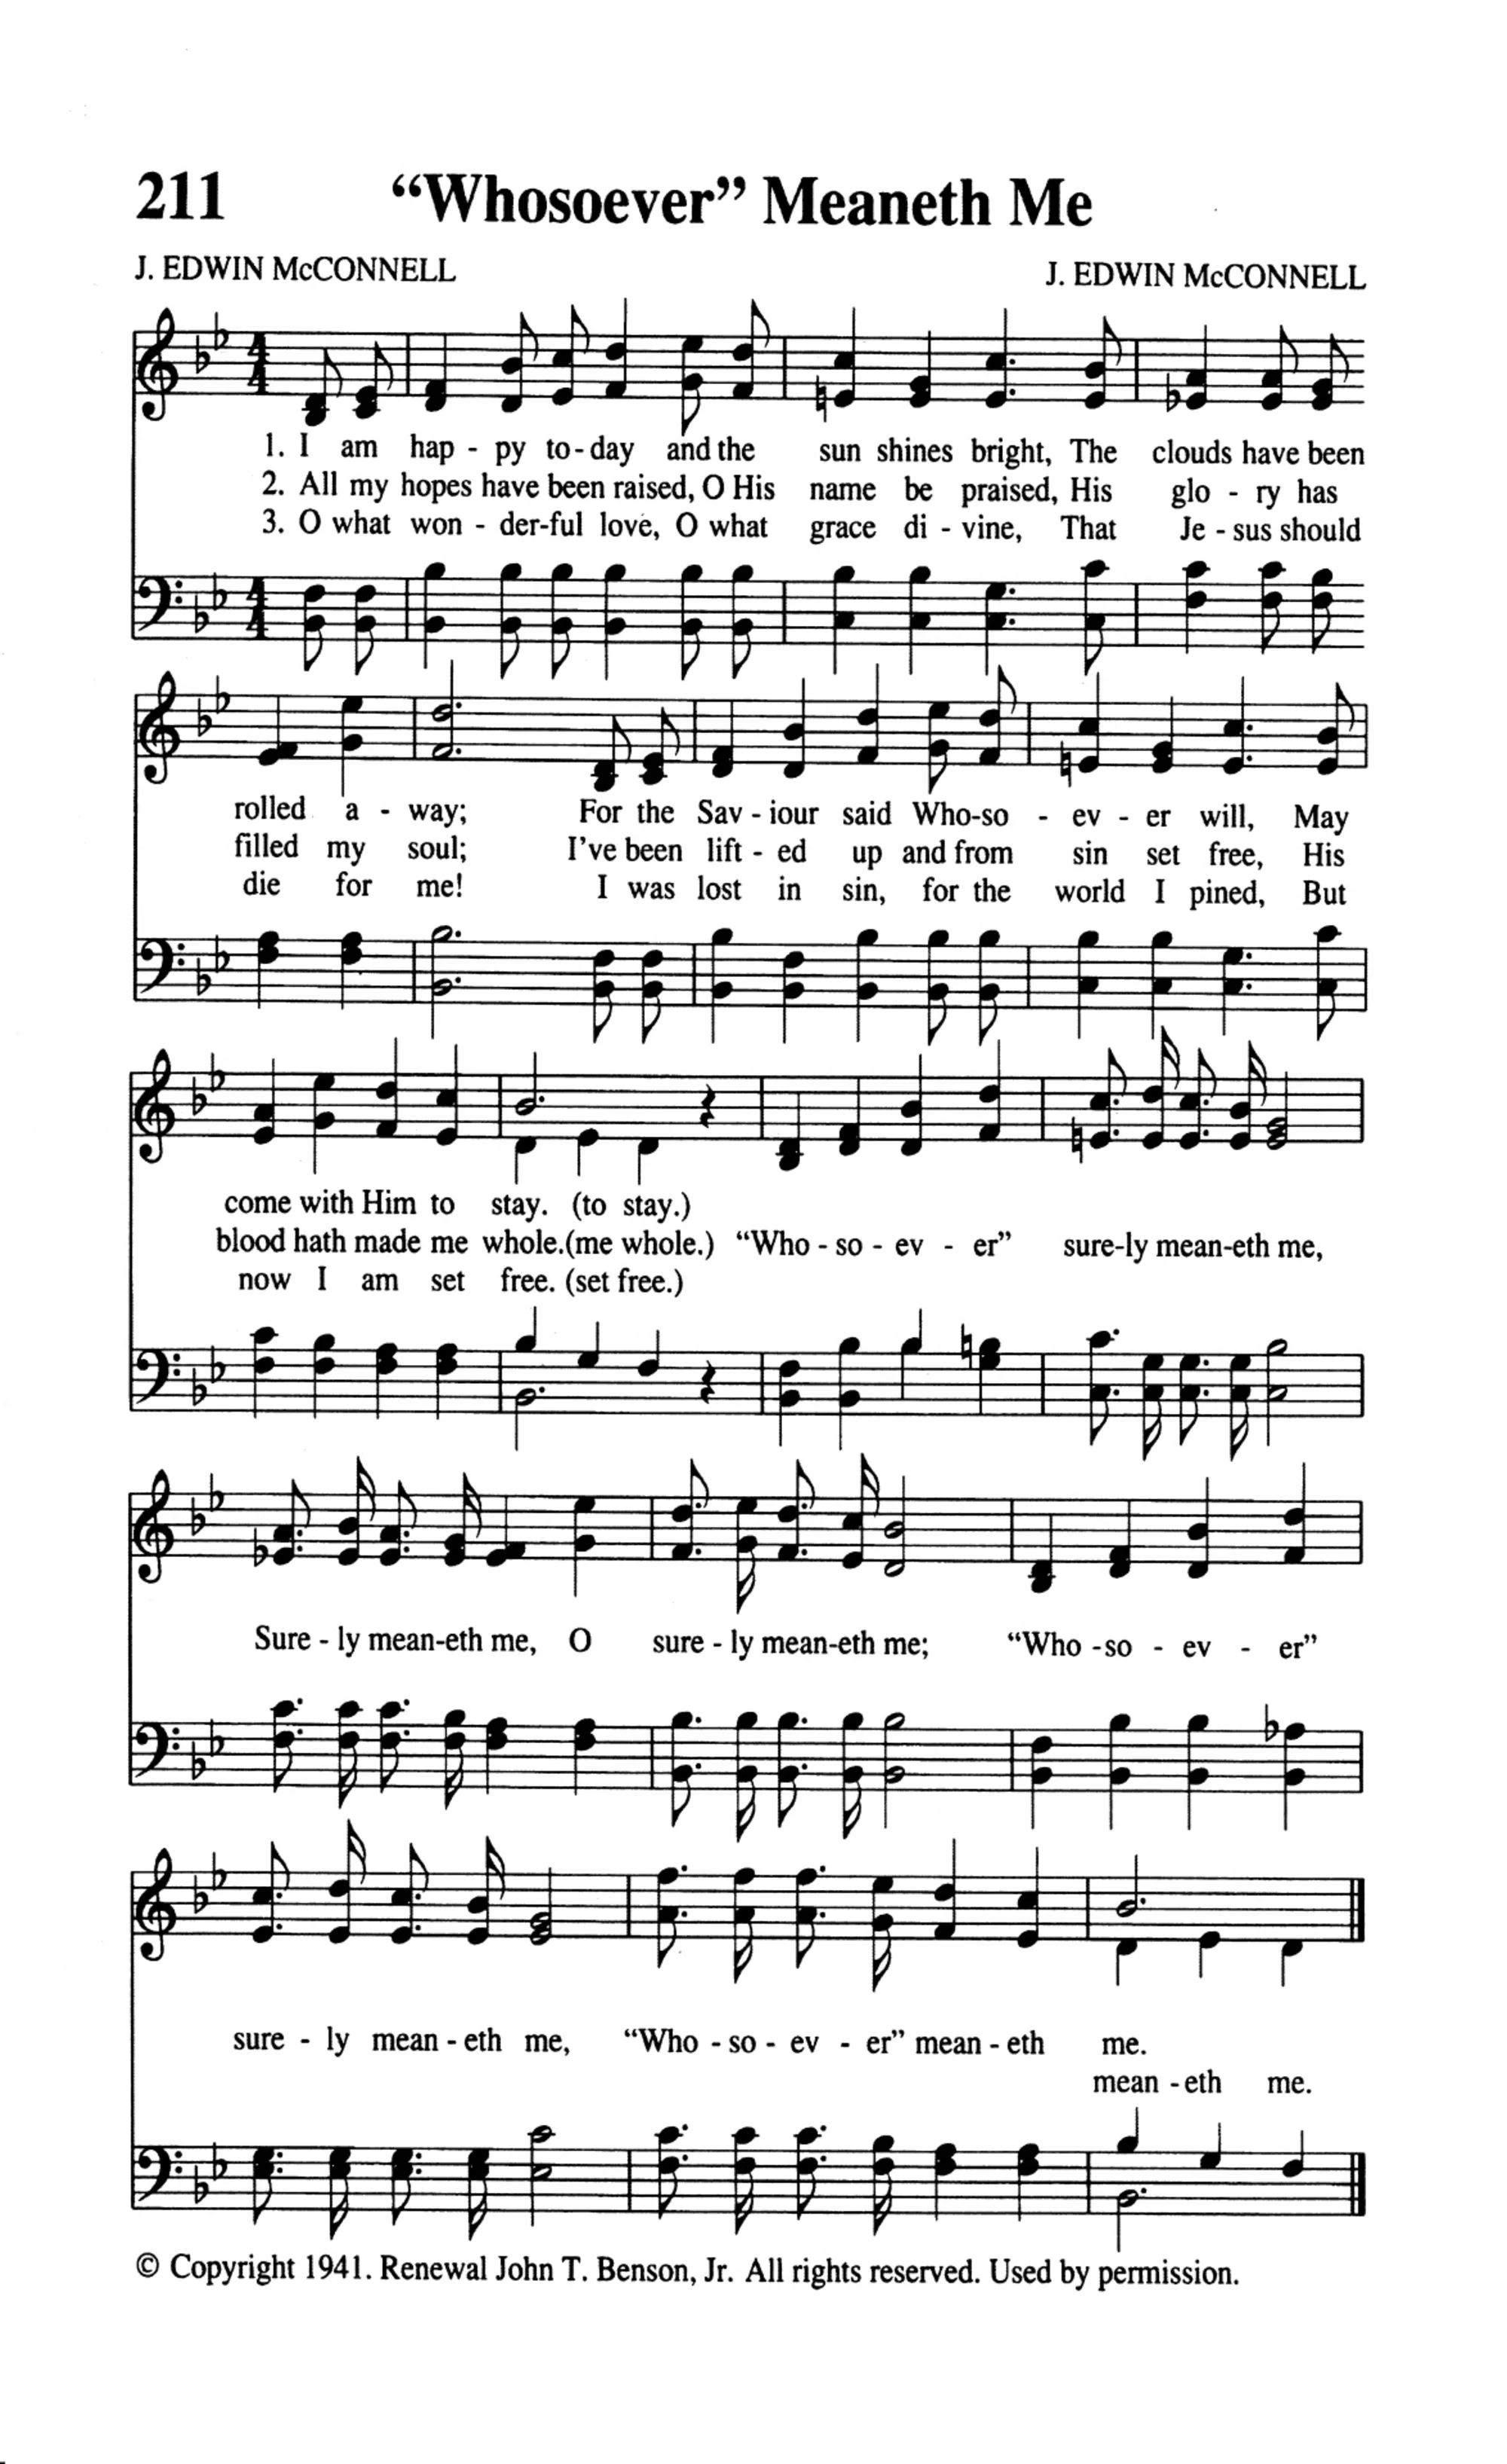 211 “Whosoever” Meaneth Me
J. EDWIN McCONNELL J. EDWIN McCONNELL
1. I am hap - py to - day and the sun shines bright, The clouds have been
2. All my hopes have been raised, O His name be praised, His glo - ry has
3. O what won - der-ful love, O what grace di - vine, That Je - sus should
rolled a - way; For the Sav - iour said Who-so - ev - er will, May
filled my soul; I’ve been lift - ed up and from sin set free, His
die for me! I was lost in sin, for the world I pined, But
come with Him to stay. (to stay.)
blood hath made me whole.(me whole.) “Who - so - ev - er” sure-ly mean-eth me,
now I am set free. (set free.)
Sure - ly mean-eth me, O sure - ly mean-eth me; “Who - so - ev - er”
sure - ly mean - eth me, “Who - so - ev - er” mean - eth me.
mean - eth me.
© Copyright 1941. Renewal John T. Benson, Jr. All rights reserved. Used by permission.